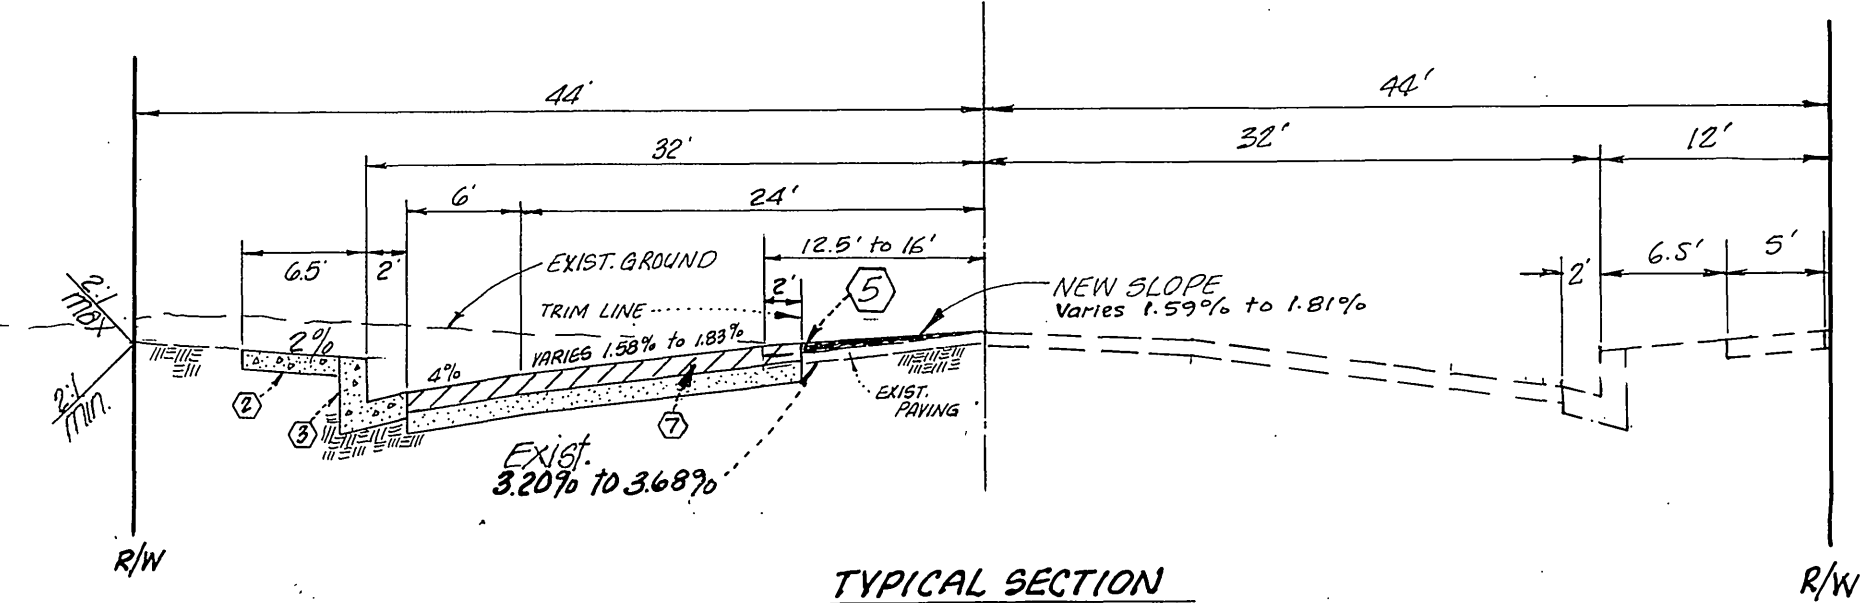 44'
44'
32'
32'
12'
6'
24'
6.5'
2'
EXIST. GROUND
12.5' to 16'
2'
5
NEW SLOPE
Varies 1.59% to 1.81%
2'
6.5'
5'
TRIM LINE
2:1
max
2:1
min.
2%
4%
VARIES 1.58% to 1.83%
EXIST.
PAVING
2
3
7
Exist.
3.20% TO 3.68%
R/W
R/W
TYPICAL SECTION